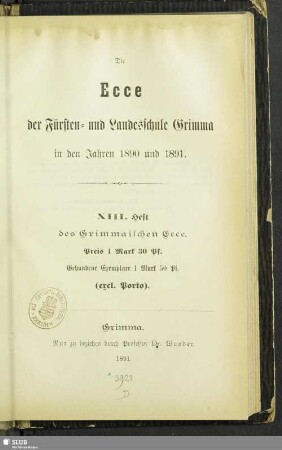 Die
Ecce
der Fürsten- und Landesschule Grimma
in den Jahren 1890 und 1891.
XIII. Heft
des Grimmaischen Ecce.
Preis 1 Mark 30 Pf.
Gebundene Exemplare 1 Mark 50 Pf.
(excl. Porto).
Grimma.
Nur zu beziehen durch Professor Dr. Wunder.
1891.
D
SLUB